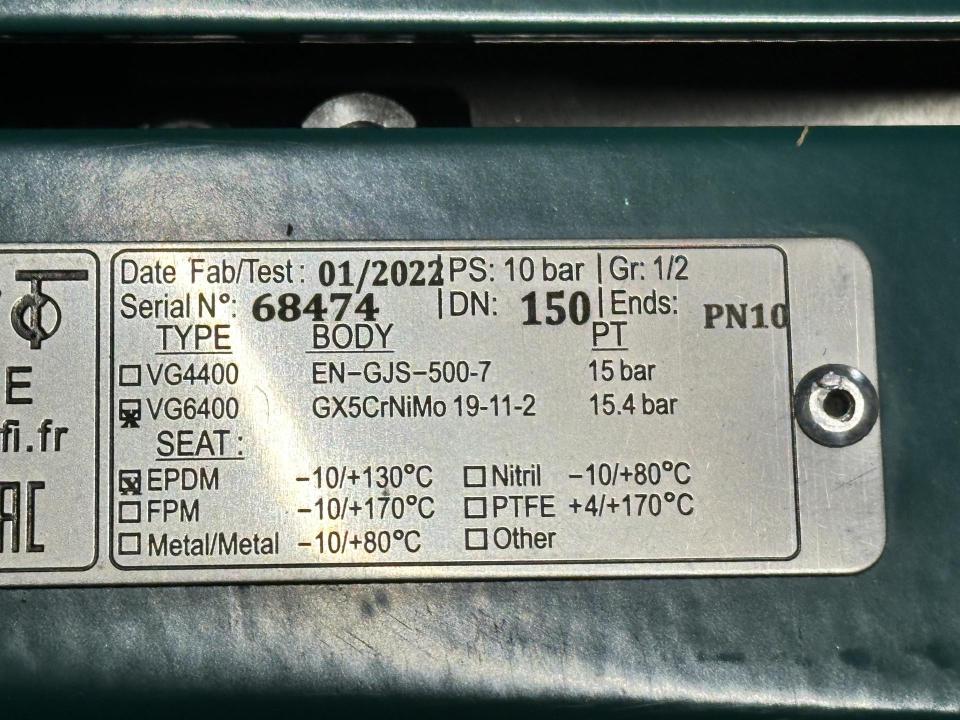 E
fi.fr
Date Fab/Test: 01/2022 | PS: 10 bar | Gr: 1/2
Serial N°: 68474 | DN: 150 | Ends: PN10
TYPE BODY PT
☐ VG4400 EN-GJS-500-7 15 bar
☒ VG6400 GX5CrNiMo 19-11-2 15.4 bar
SEAT:
☒ EPDM -10/+130°C ☐ Nitril -10/+80°C
☐ FPM -10/+170°C ☐ PTFE +4/+170°C
☐ Metal/Metal -10/+80°C ☐ Other